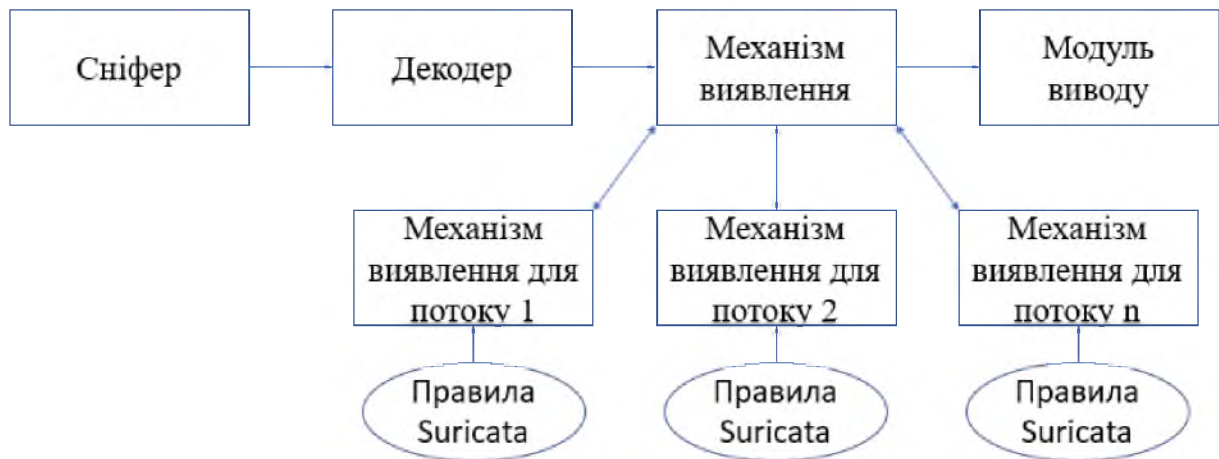 Сніфер
Декодер
Механізм
виявлення
Модуль
виводу
Механізм
виявлення для
потоку 1
Механізм
виявлення для
потоку 2
Механізм
виявлення для
потоку n
Правила
Suricata
Правила
Suricata
Правила
Suricata